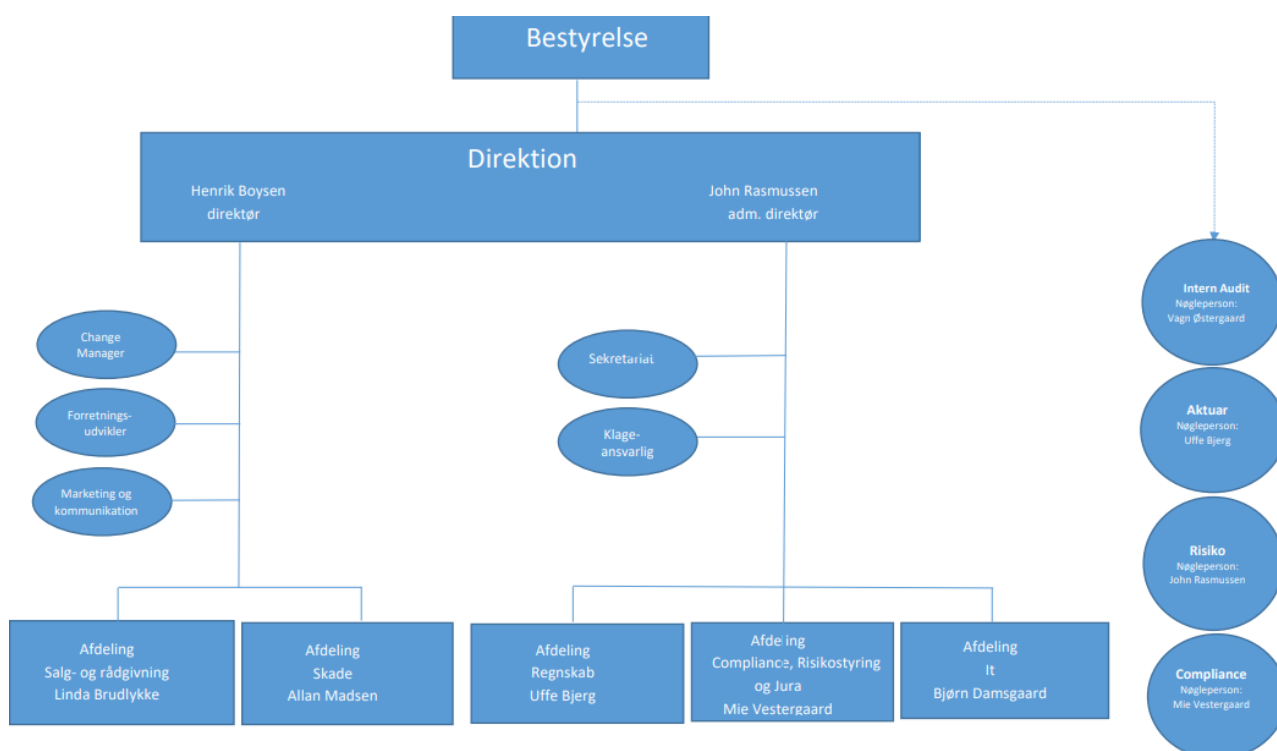 Bestyrelse
Direktion
Henrik Boysen
direktør
John Rasmussen
adm. direktør
Change
Manager
Forretnings-
udvikler
Marketing og
kommunikation
Sekretariat
Klage-
ansvarlig
Intern Audit
Nøgleperson:
Vagn Østergaard
Aktuar
Nøgleperson:
Uffe Bjerg
Risiko
Nøgleperson:
John Rasmussen
Compliance
Nøgleperson:
Mie Vestergaard
Afdeling
Salg- og rådgivning
Linda Brudlykke
Afdeling
Skade
Allan Madsen
Afdeling
Regnskab
Uffe Bjerg
Afdeling
Compliance, Risikostyring
og Jura
Mie Vestergaard
Afdeling
It
Bjørn Damsgaard